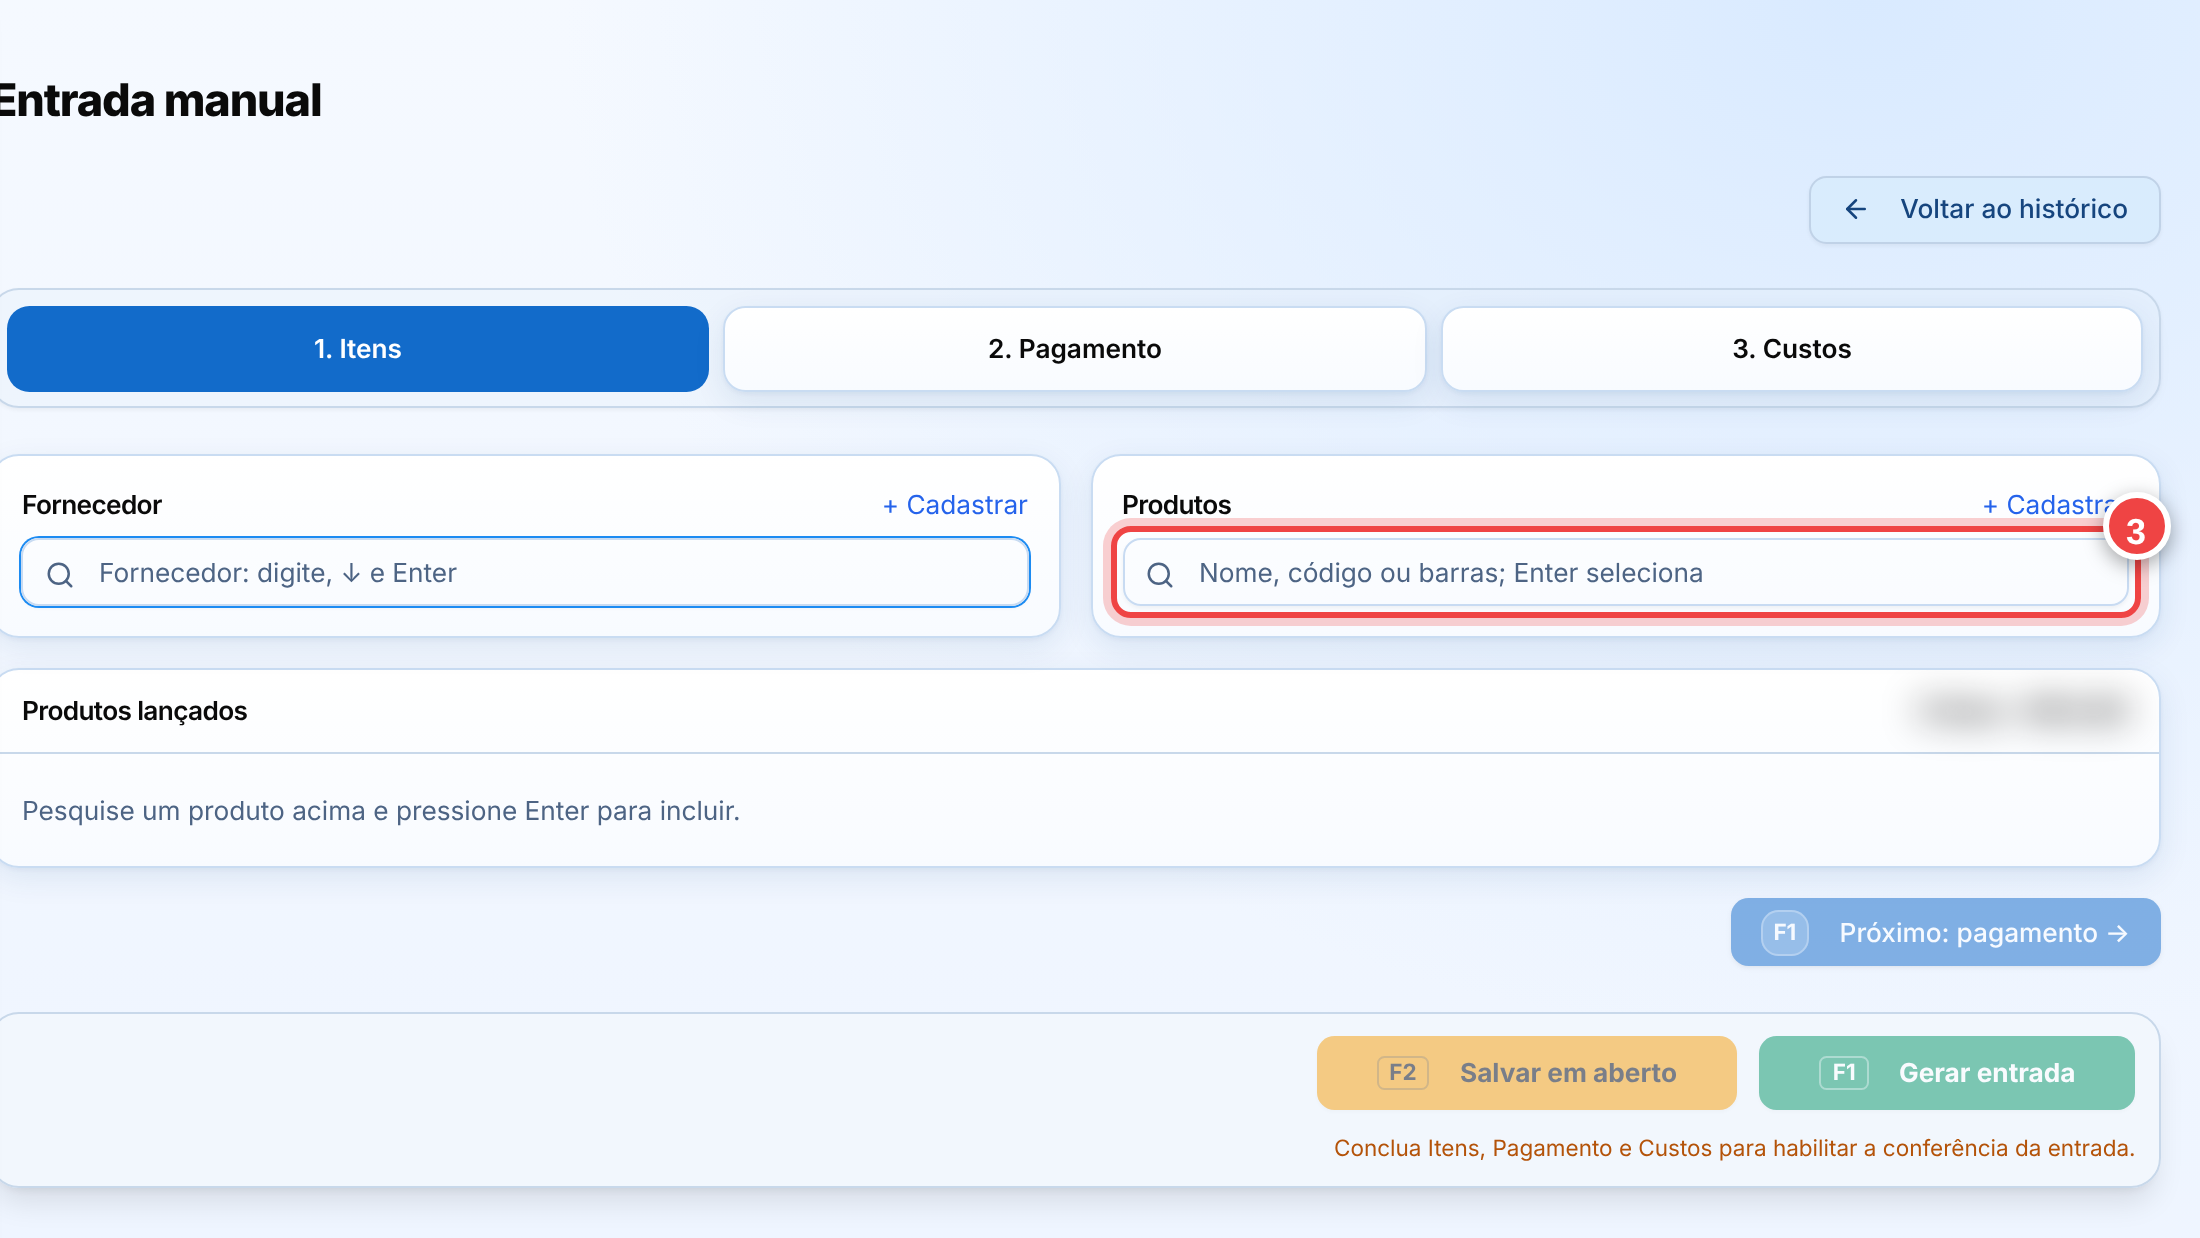 Entrada manual
← Voltar ao histórico
1. Itens
2. Pagamento
3. Custos
Fornecedor
+ Cadastrar
Fornecedor: digite, ↓ e Enter
Produtos
+ Cadastra
3
Nome, código ou barras; Enter seleciona
Produtos lançados
Pesquise um produto acima e pressione Enter para incluir.
F1 Próximo: pagamento →
F2 Salvar em aberto
F1 Gerar entrada
Conclua Itens, Pagamento e Custos para habilitar a conferência da entrada.